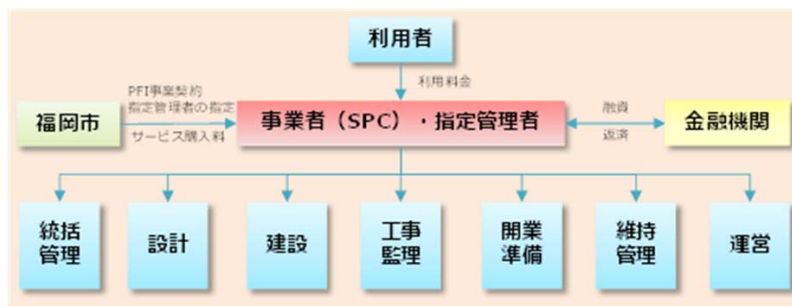 利用者
利用料金
PFI事業契約
指定管理者の指定
福岡市
サービス購入料
事業者(SPC)・指定管理者
融資
返済
金融機関
統括
管理
設計
建設
工事
監理
開業
準備
維持
管理
運営